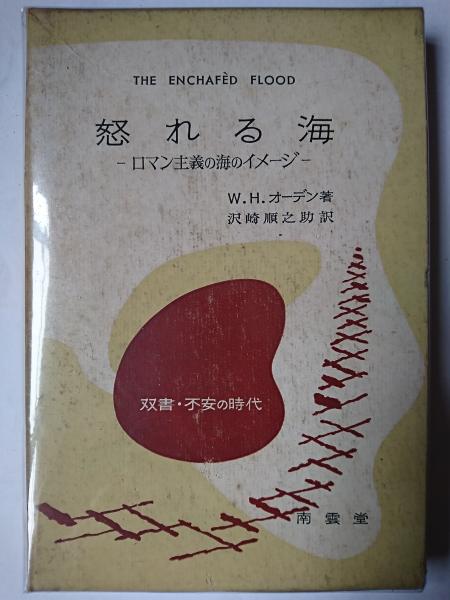 THE ENCHAFÈD FLOOD
怒れる海
－ロマン主義の海のイメージ－
W.H.オーデン著
沢崎順之助訳
双書・不安の時代
南雲堂